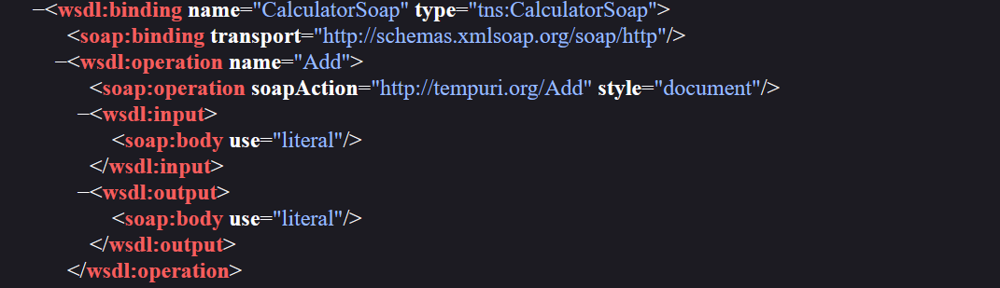 −<wsdl:binding name="CalculatorSoap" type="tns:CalculatorSoap">
<soap:binding transport="http://schemas.xmlsoap.org/soap/http"/>
−<wsdl:operation name="Add">
<soap:operation soapAction="http://tempuri.org/Add" style="document"/>
−<wsdl:input>
<soap:body use="literal"/>
</wsdl:input>
−<wsdl:output>
<soap:body use="literal"/>
</wsdl:output>
</wsdl:operation>